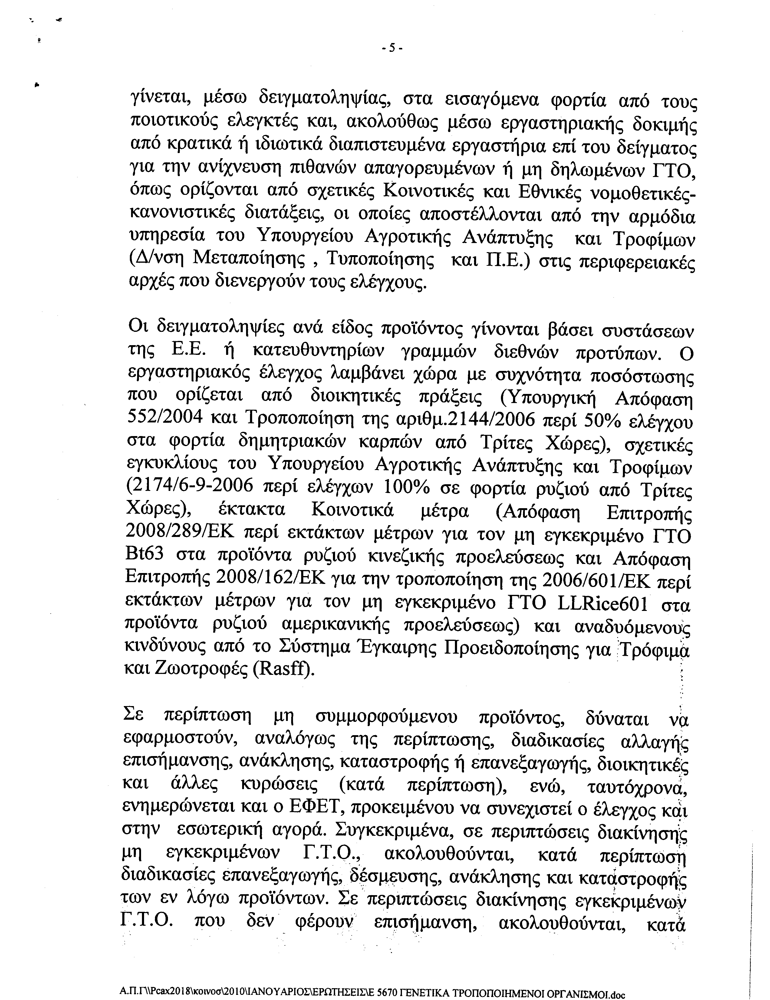 - 5 -
γίνεται, μέσω δειγματοληψίας, στα εισαγόμενα φορτία από τους
ποιοτικούς ελεγκτές και, ακολούθως μέσω εργαστηριακής δοκιμής
από κρατικά ή ιδιωτικά διαπιστευμένα εργαστήρια επί του δείγματος
για την ανίχνευση πιθανών απαγορευμένων ή μη δηλωμένων ΓΤΟ,
όπως ορίζονται από σχετικές Κοινοτικές και Εθνικές νομοθετικές-
κανονιστικές διατάξεις, οι οποίες αποστέλλονται από την αρμόδια
υπηρεσία του Υπουργείου Αγροτικής Ανάπτυξης και Τροφίμων
(Δ/νση Μεταποίησης , Τυποποίησης και Π.Ε.) στις περιφερειακές
αρχές που διενεργούν τους ελέγχους.
Οι δειγματοληψίες ανά είδος προϊόντος γίνονται βάσει συστάσεων
της Ε.Ε. ή κατευθυντηρίων γραμμών διεθνών προτύπων. Ο
εργαστηριακός έλεγχος λαμβάνει χώρα με συχνότητα ποσόστωσης
που ορίζεται από διοικητικές πράξεις (Υπουργική Απόφαση
552/2004 και Τροποποίηση της αριθμ.2144/2006 περί 50% ελέγχου
στα φορτία δημητριακών καρπών από Τρίτες Χώρες), σχετικές
εγκυκλίους του Υπουργείου Αγροτικής Ανάπτυξης και Τροφίμων
(2174/6-9-2006 περί ελέγχων 100% σε φορτία ρυζιού από Τρίτες
Χώρες), έκτακτα Κοινοτικά μέτρα (Απόφαση Επιτροπής
2008/289/ΕΚ περί εκτάκτων μέτρων για τον μη εγκεκριμένο ΓΤΟ
Bt63 στα προϊόντα ρυζιού κινεζικής προελεύσεως και Απόφαση
Επιτροπής 2008/162/ΕΚ για την τροποποίηση της 2006/601/ΕΚ περί
εκτάκτων μέτρων για τον μη εγκεκριμένο ΓΤΟ LLRice601 στα
προϊόντα ρυζιού αμερικανικής προελεύσεως) και αναδυόμενους
κινδύνους από το Σύστημα Έγκαιρης Προειδοποίησης για Τρόφιμα
και Ζωοτροφές (Rasff).
Σε περίπτωση μη συμμορφούμενου προϊόντος, δύναται να
εφαρμοστούν, αναλόγως της περίπτωσης, διαδικασίες αλλαγής
επισήμανσης, ανάκλησης, καταστροφής ή επανεξαγωγής, διοικητικές
και άλλες κυρώσεις (κατά περίπτωση), ενώ, ταυτόχρονα,
ενημερώνεται και ο ΕΦΕΤ, προκειμένου να συνεχιστεί ο έλεγχος και
στην εσωτερική αγορά. Συγκεκριμένα, σε περιπτώσεις διακίνησης
μη εγκεκριμένων Γ.Τ.Ο., ακολουθούνται, κατά περίπτωση
διαδικασίες επανεξαγωγής, δέσμευσης, ανάκλησης και καταστροφής
των εν λόγω προϊόντων. Σε περιπτώσεις διακίνησης εγκεκριμένων
Γ.Τ.Ο. που δεν φέρουν επισήμανση, ακολουθούνται, κατά
Α.Π.Γ\\Pcax2018\κοινοσ\2010\ΙΑΝΟΥΑΡΙΟΣ\ΕΡΩΤΗΣΕΙΣ\Ε 5670 ΓΕΝΕΤΙΚΑ ΤΡΟΠΟΠΟΙΗΜΕΝΟΙ ΟΡΓΑΝΙΣΜΟΙ.doc